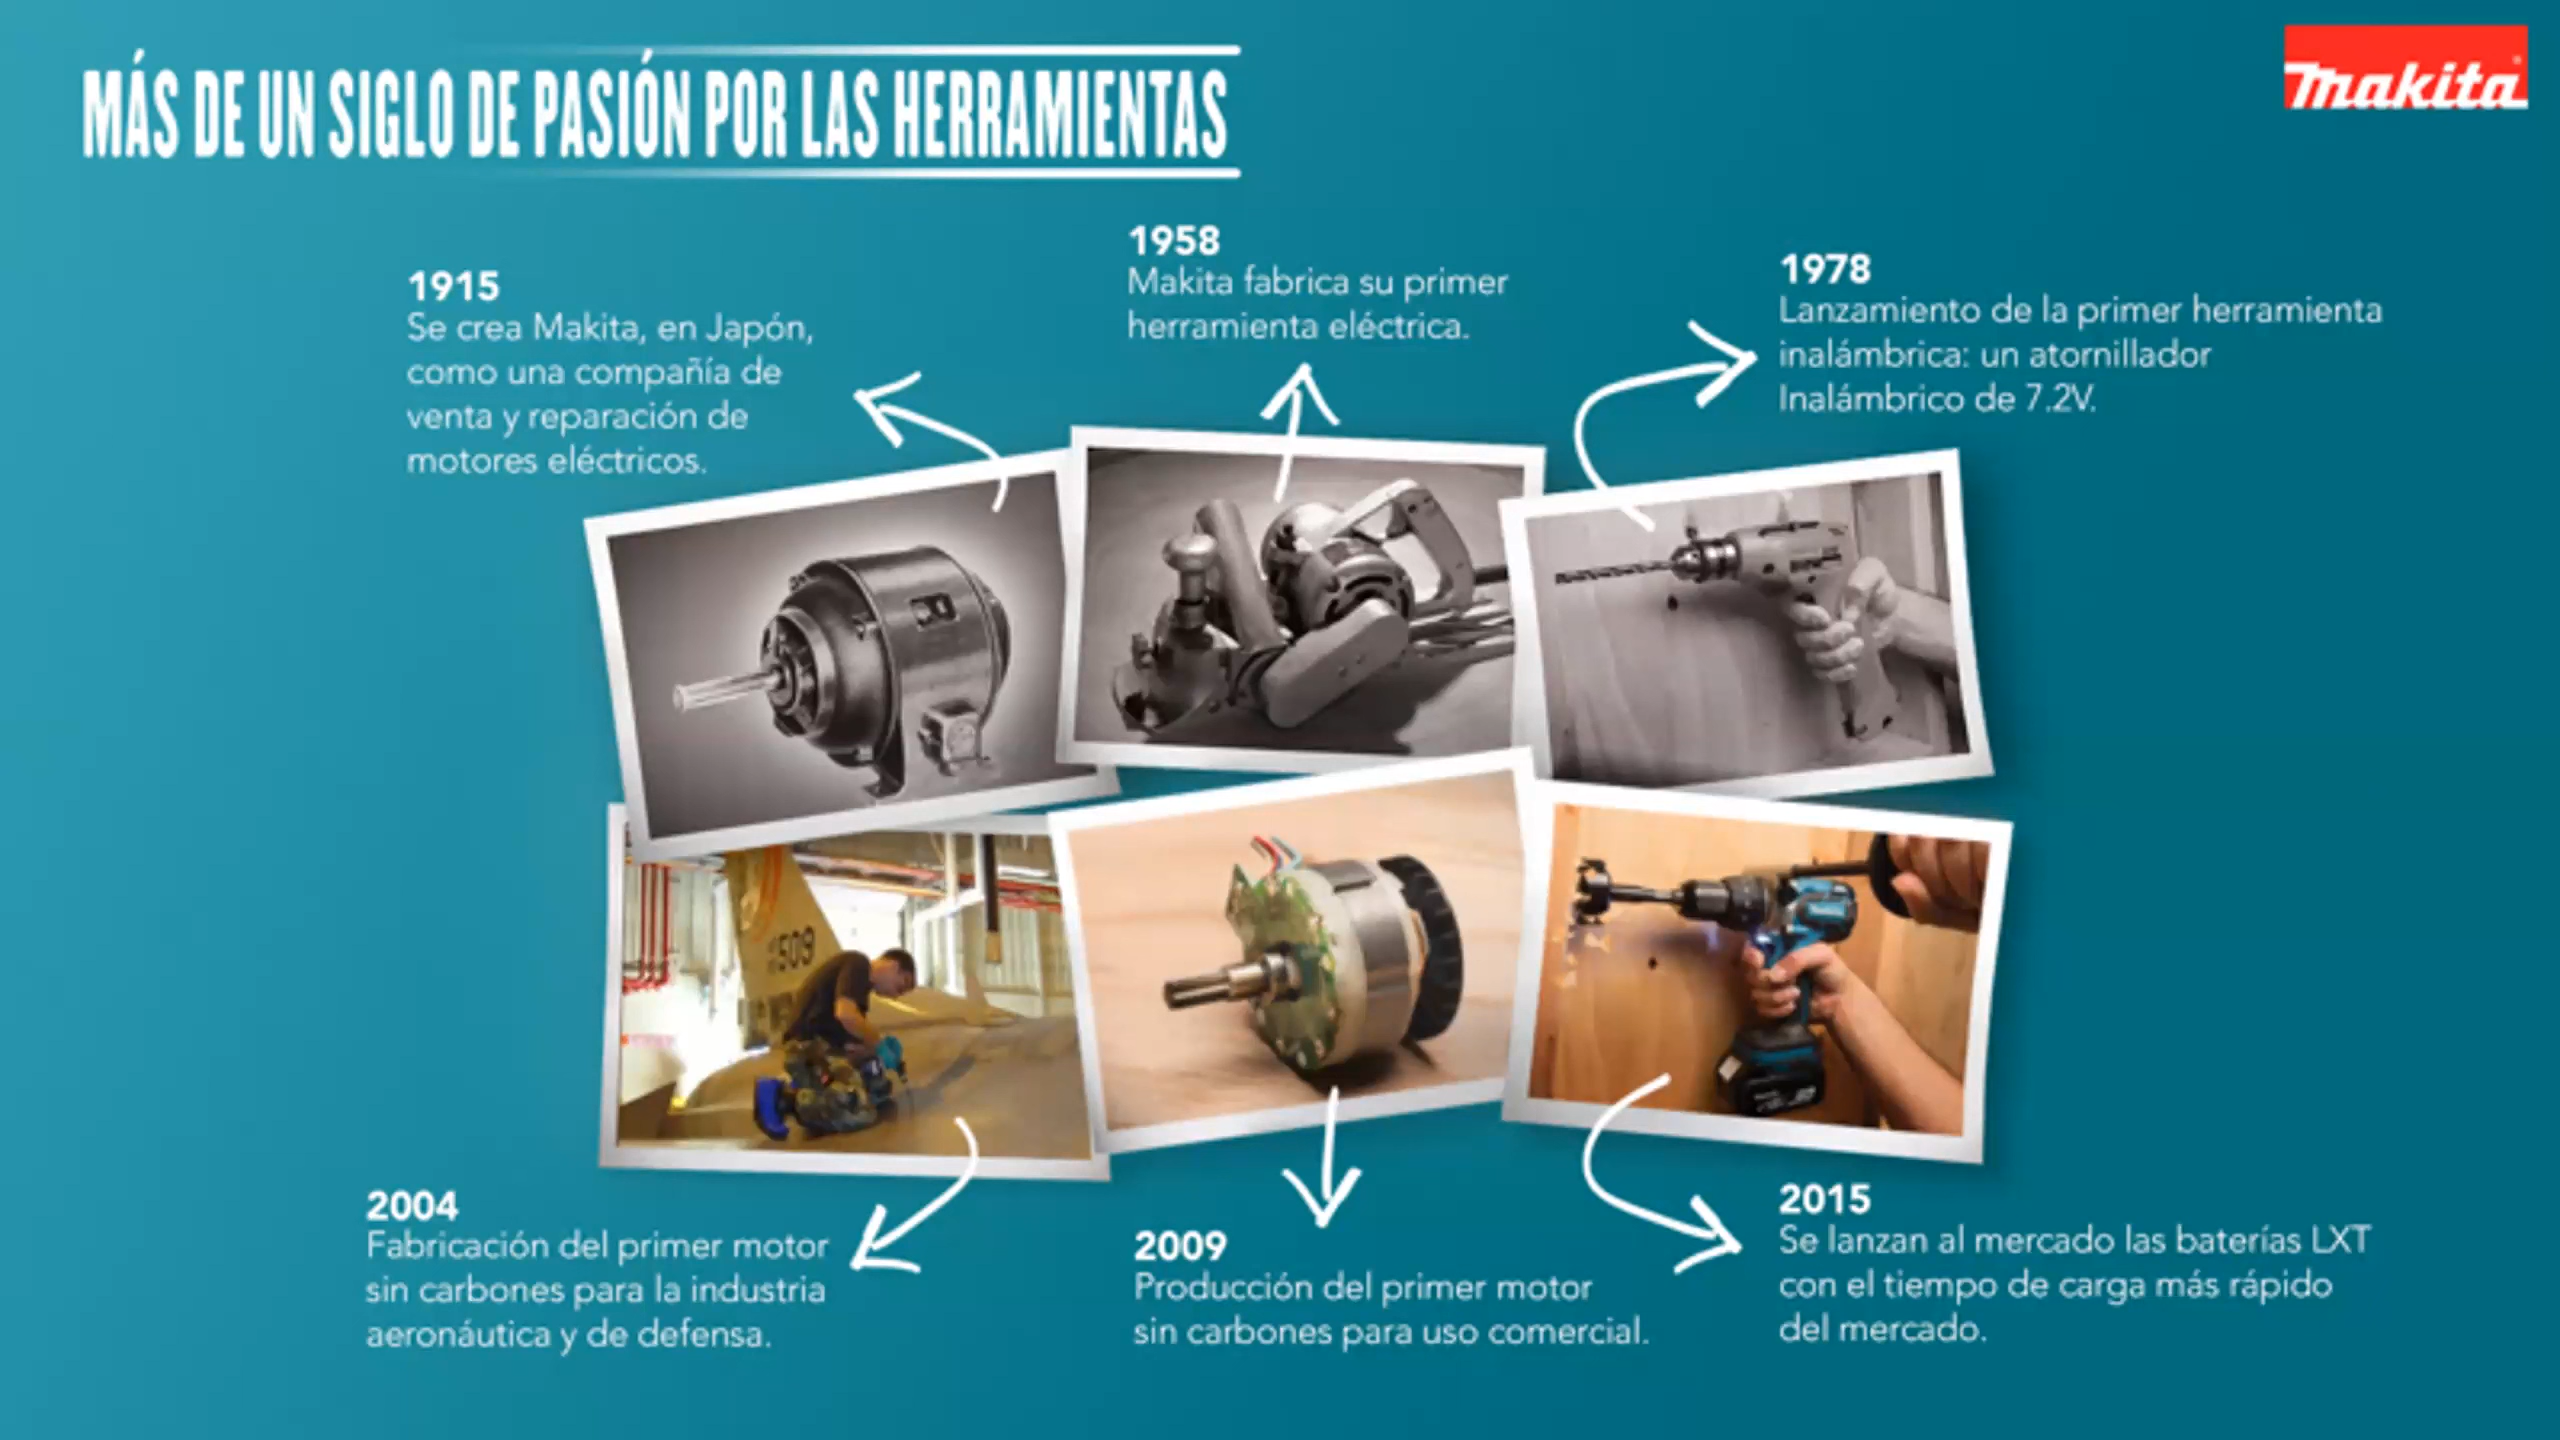 MÁS DE UN SIGLO DE PASIÓN POR LAS HERRAMIENTAS
makita
1915
Se crea Makita, en Japón,
como una compañía de
venta y reparación de
motores eléctricos.
1958
Makita fabrica su primer
herramienta eléctrica.
1978
Lanzamiento de la primer herramienta
inalámbrica: un atornillador
Inalámbrico de 7.2V.
509
2004
Fabricación del primer motor
sin carbones para la industria
aeronáutica y de defensa.
2009
Producción del primer motor
sin carbones para uso comercial.
2015
Se lanzan al mercado las baterías LXT
con el tiempo de carga más rápido
del mercado.